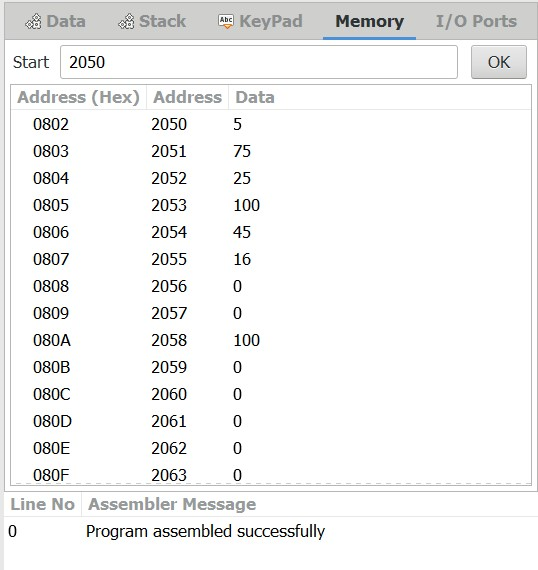 Data Stack Abc KeyPad Memory I/O Ports
Start 2050 OK
Address (Hex) Address Data
0802 2050 5
0803 2051 75
0804 2052 25
0805 2053 100
0806 2054 45
0807 2055 16
0808 2056 0
0809 2057 0
080A 2058 100
080B 2059 0
080C 2060 0
080D 2061 0
080E 2062 0
080F 2063 0
Line No Assembler Message
0 Program assembled successfully